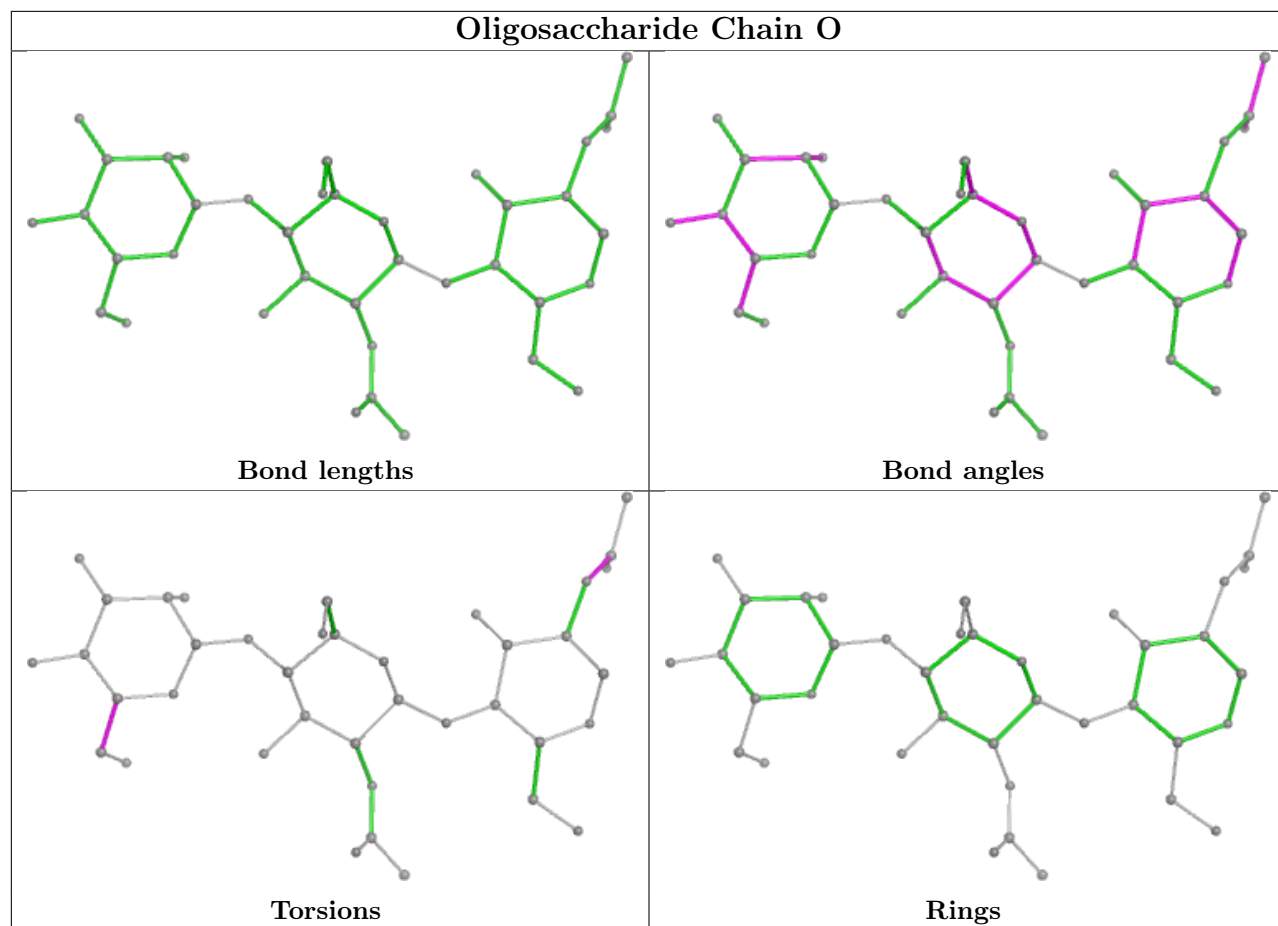 Oligosaccharide Chain O
Bond lengths
Bond angles
Torsions
Rings